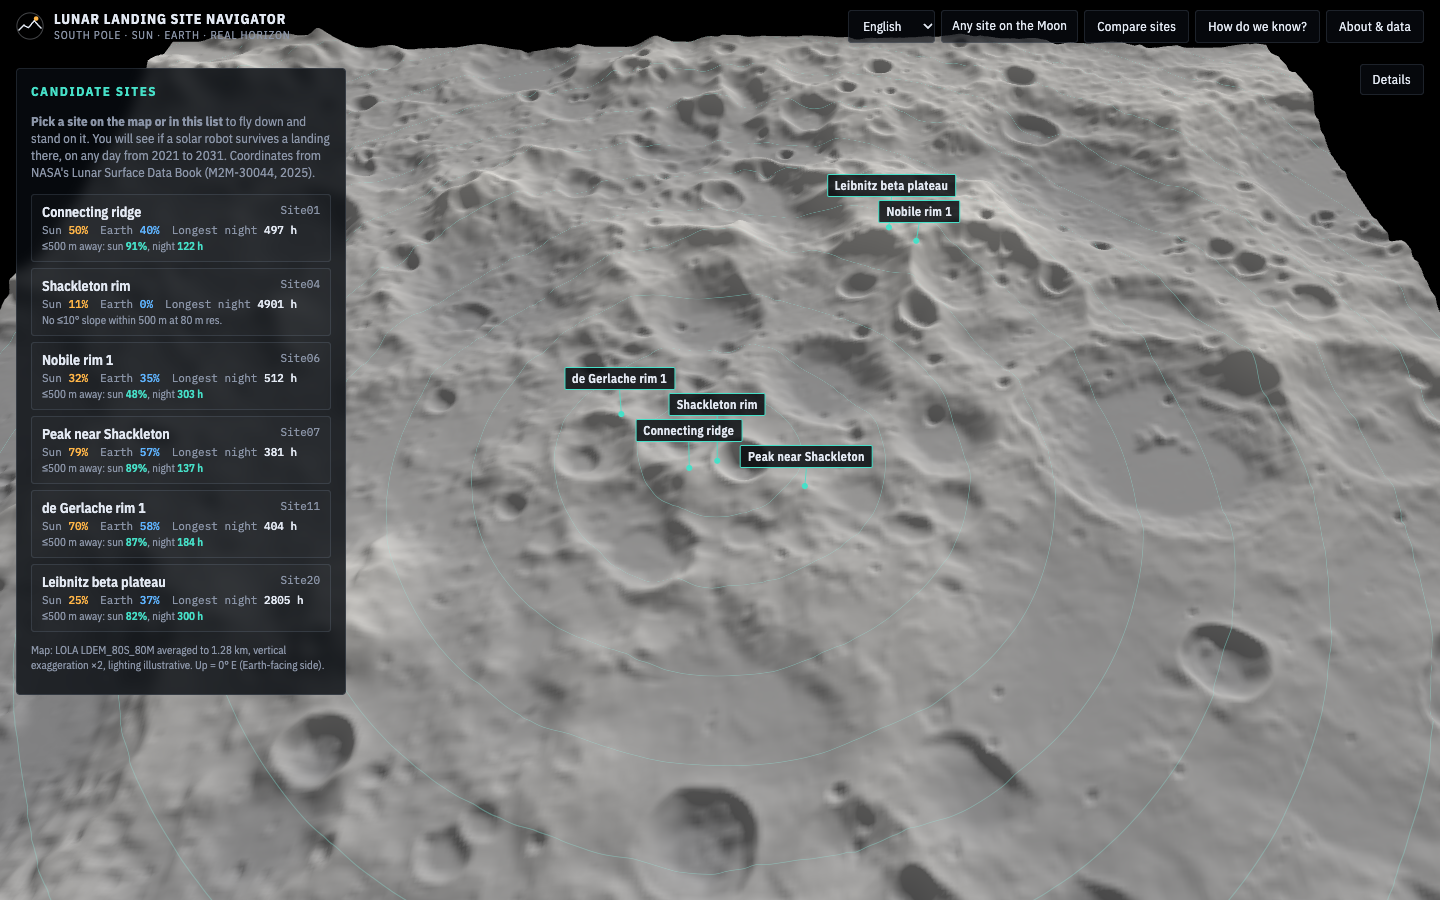 LUNAR LANDING SITE NAVIGATOR
SOUTH POLE · SUN · EARTH · REAL HORIZON
English
Any site on the Moon
Compare sites
How do we know?
About & data
Details
CANDIDATE SITES
Pick a site on the map or in this list to fly down and
stand on it. You will see if a solar robot survives a landing
there, on any day from 2021 to 2031. Coordinates from
NASA's Lunar Surface Data Book (M2M-30044, 2025).
Connecting ridge Site01
Sun 50% Earth 40% Longest night 497 h
≤500 m away: sun 91%, night 122 h
Shackleton rim Site04
Sun 11% Earth 0% Longest night 4901 h
No ≤10° slope within 500 m at 80 m res.
Nobile rim 1 Site06
Sun 32% Earth 35% Longest night 512 h
≤500 m away: sun 48%, night 303 h
Peak near Shackleton Site07
Sun 79% Earth 57% Longest night 381 h
≤500 m away: sun 89%, night 137 h
de Gerlache rim 1 Site11
Sun 70% Earth 58% Longest night 404 h
≤500 m away: sun 87%, night 184 h
Leibnitz beta plateau Site20
Sun 25% Earth 37% Longest night 2805 h
≤500 m away: sun 82%, night 300 h
Map: LOLA LDEM_80S_80M averaged to 1.28 km, vertical
exaggeration ×2, lighting illustrative. Up = 0° E (Earth-facing side).
Leibnitz beta plateau
Nobile rim 1
de Gerlache rim 1
Shackleton rim
Connecting ridge
Peak near Shackleton